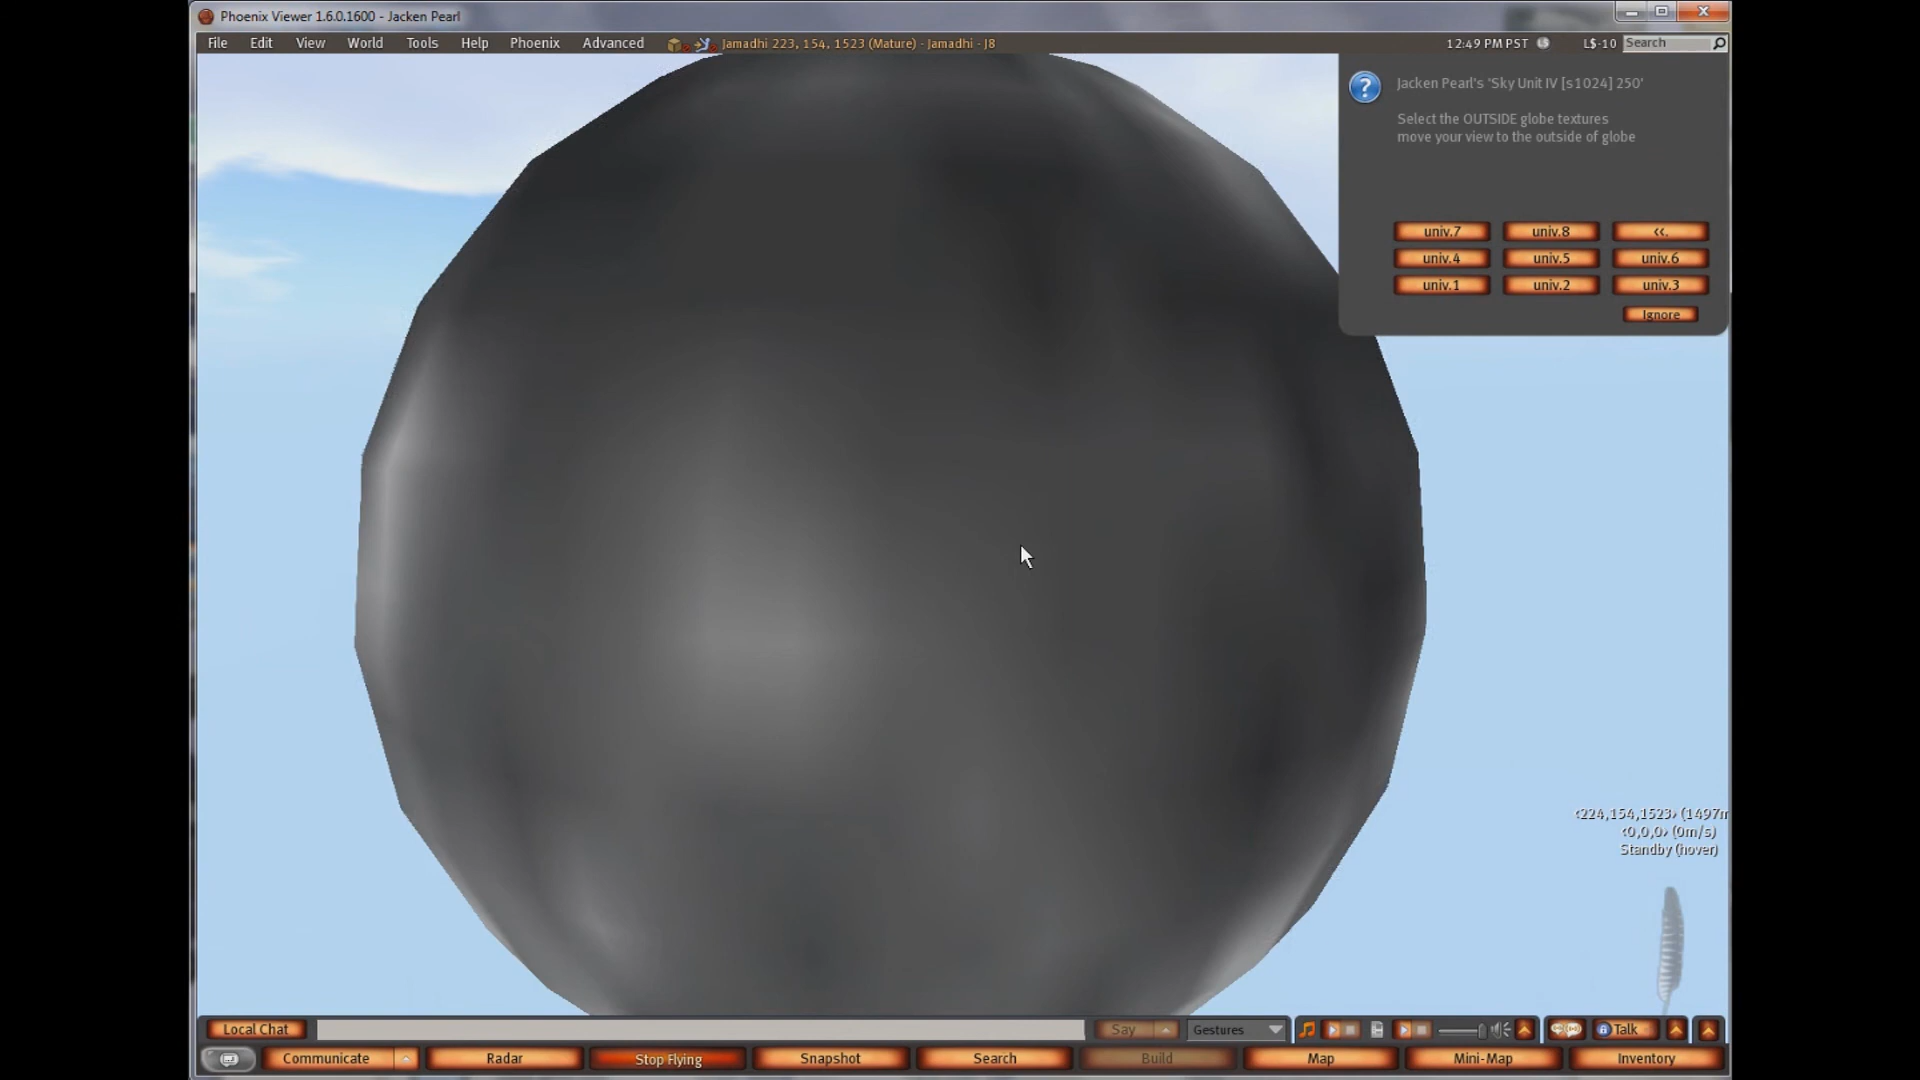 Phoenix Viewer 1.6.0.1600 - Jacken Pearl
File Edit View World Tools Help Phoenix Advanced Jamadhi 223, 154, 1523 (Mature) - Jamadhi - J8 12:49 PM PST L$-10 Search
Jacken Pearl's 'Sky Unit IV [s1024] 250'
Select the OUTSIDE globe textures
move your view to the outside of globe
univ.7 univ.8 <<.
univ.4 univ.5 univ.6
univ.1 univ.2 univ.3
Ignore
<224,154,1523> (1497m
<0,0,0> (0m/s)
Standby (hover)
Local Chat Say Gestures Talk
Communicate Radar Stop Flying Snapshot Search Build Map Mini-Map Inventory